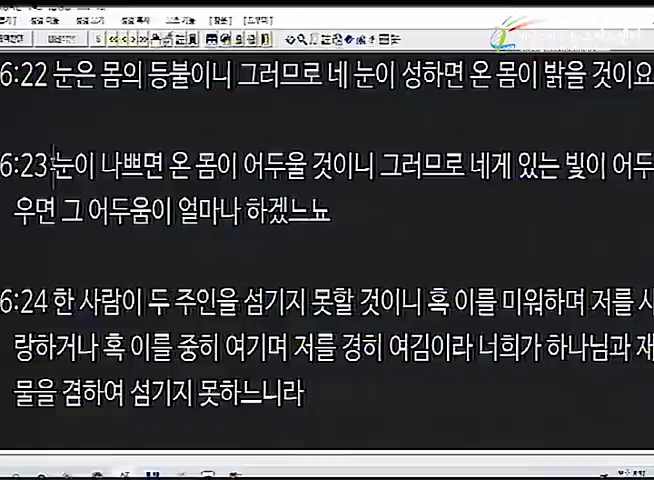 6:22 눈은 몸의 등불이니 그러므로 네 눈이 성하면 온 몸이 밝을 것이요
6:23 눈이 나쁘면 온 몸이 어두울 것이니 그러므로 네게 있는 빛이 어두
우면 그 어두움이 얼마나 하겠느뇨
6:24 한 사람이 두 주인을 섬기지 못할 것이니 혹 이를 미워하며 저를 사
랑하거나 혹 이를 중히 여기며 저를 경히 여김이라 너희가 하나님과 재
물을 겸하여 섬기지 못하느니라